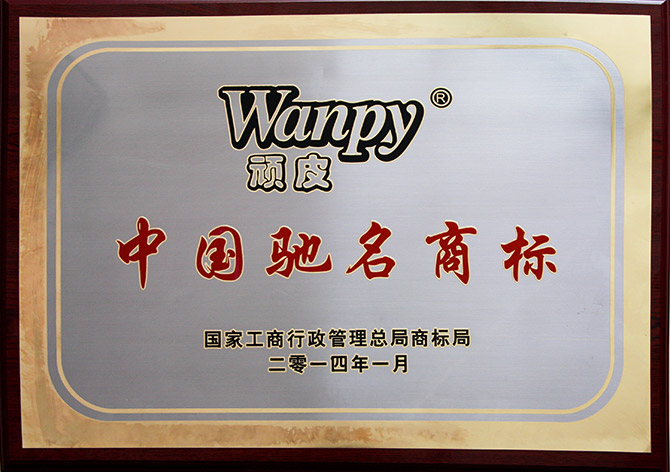 Wanpy®
顽皮
中国驰名商标
国家工商行政管理总局商标局
二零一四年一月